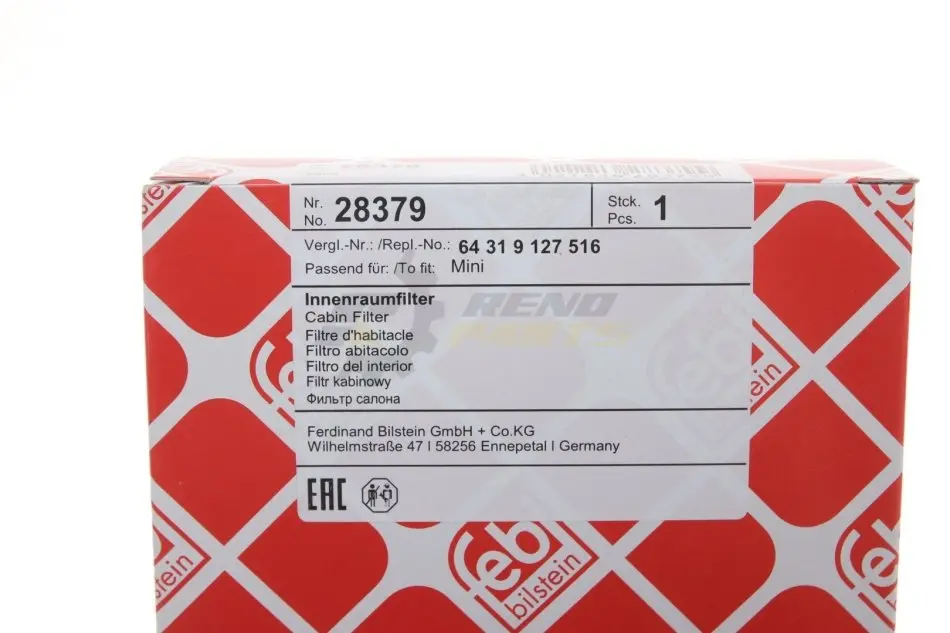 Nr.
No. 28379
Stck.
Pcs. 1
Vergl.-Nr.: /Repl.-No.: 64 31 9 127 516
Passend für: /To fit: Mini
Innenraumfilter
Cabin Filter
Filtre d'habitacle
Filtro abitacolo
Filtro del interior
Filtr kabinowy
Фильтр салона
RENO
PARTS
Ferdinand Bilstein GmbH + Co.KG
Wilhelmstraße 47 I 58256 Ennepetal I Germany
EAC
febi
bilstein
bilstein
bilstein